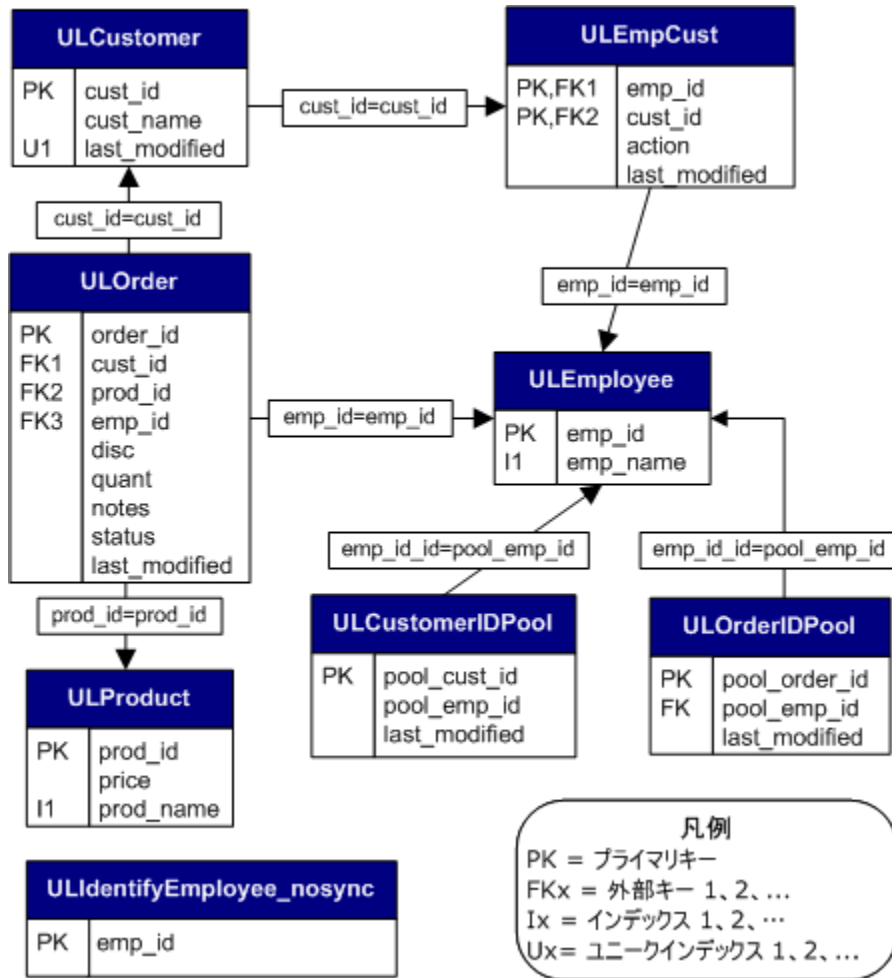 ULCustomer
PK cust_id
cust_name
U1 last_modified
cust_id=cust_id
ULEmpCust
PK,FK1 emp_id
PK,FK2 cust_id
action
last_modified
cust_id=cust_id
emp_id=emp_id
ULOrder
PK order_id
FK1 cust_id
FK2 prod_id
FK3 emp_id
disc
quant
notes
status
last_modified
emp_id=emp_id
ULEmployee
PK emp_id
I1 emp_name
emp_id_id=pool_emp_id
emp_id_id=pool_emp_id
prod_id=prod_id
ULCustomerIDPool
PK pool_cust_id
pool_emp_id
last_modified
ULOrderIDPool
PK pool_order_id
FK pool_emp_id
last_modified
ULProduct
PK prod_id
price
I1 prod_name
ULIdentifyEmployee_nosync
PK emp_id
凡例
PK = プライマリキー
FKx = 外部キー 1、2、...
Ix = インデックス 1、2、…
Ux= ユニークインデックス 1、2、...